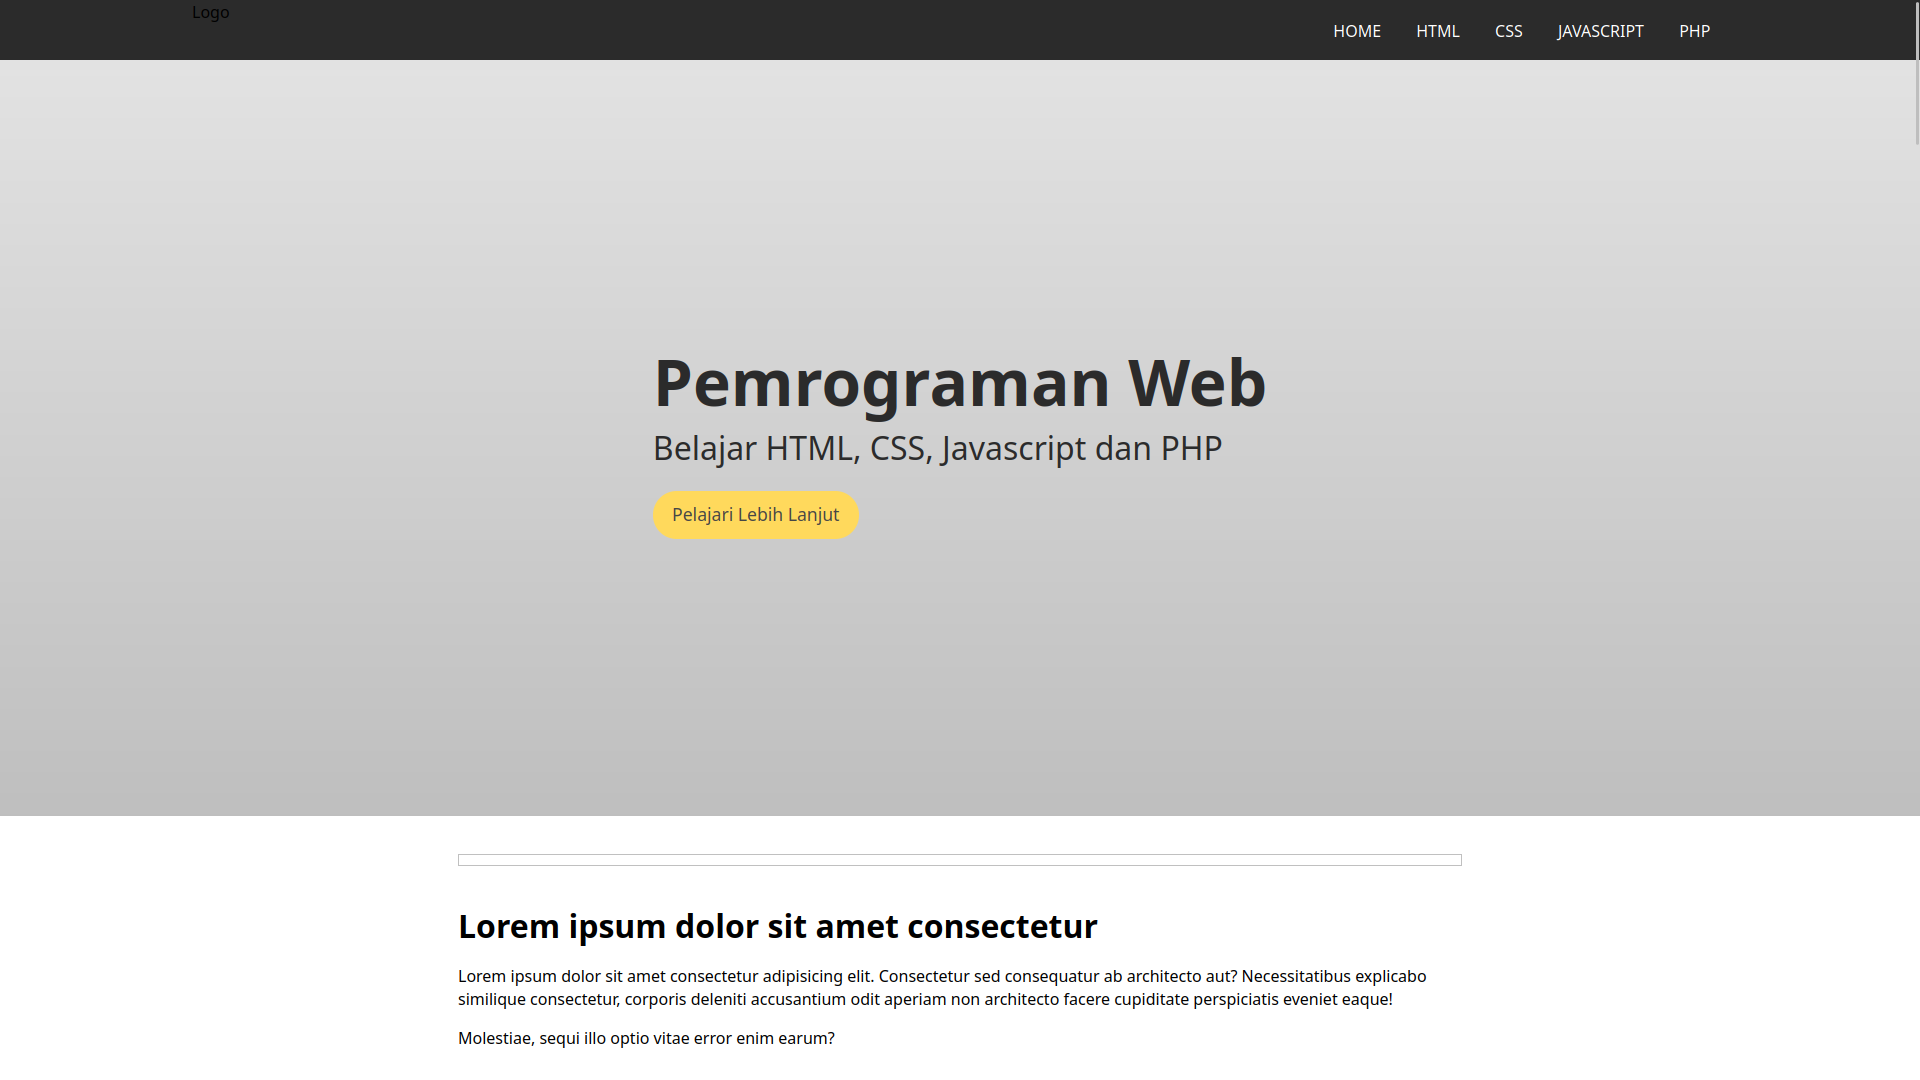 Logo
HOME HTML CSS JAVASCRIPT PHP
Pemrograman Web
Belajar HTML, CSS, Javascript dan PHP
Pelajari Lebih Lanjut
Lorem ipsum dolor sit amet consectetur
Lorem ipsum dolor sit amet consectetur adipisicing elit. Consectetur sed consequatur ab architecto aut? Necessitatibus explicabo
similique consectetur, corporis deleniti accusantium odit aperiam non architecto facere cupiditate perspiciatis eveniet eaque!
Molestiae, sequi illo optio vitae error enim earum?